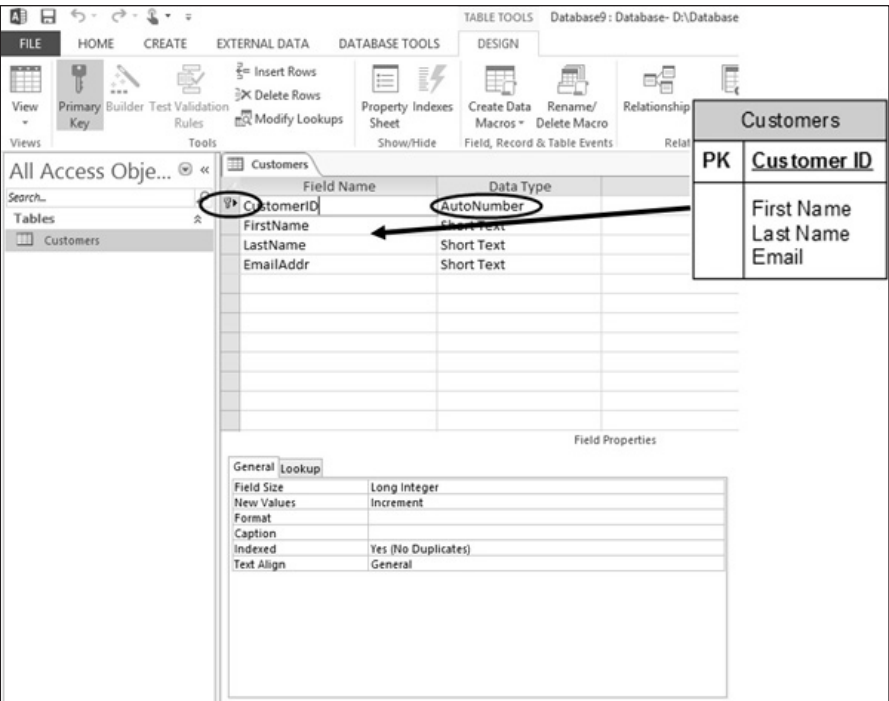 TABLE TOOLS Database9 : Database- D:\Database
FILE HOME CREATE EXTERNAL DATA DATABASE TOOLS DESIGN
View
Primary Key
Builder
Test Validation Rules
Insert Rows
Delete Rows
Modify Lookups
Property Sheet
Indexes
Create Data Macros
Rename/ Delete Macro
Relationship
Views Tools Show/Hide Field, Record & Table Events Relat
Customers
PK Customer ID
First Name
Last Name
Email
All Access Obje... «
Search...
Tables
Customers
Customers
Field Name Data Type
CustomerID AutoNumber
FirstName Short Text
LastName Short Text
EmailAddr Short Text
Field Properties
General Lookup
Field Size Long Integer
New Values Increment
Format
Caption
Indexed Yes (No Duplicates)
Text Align General